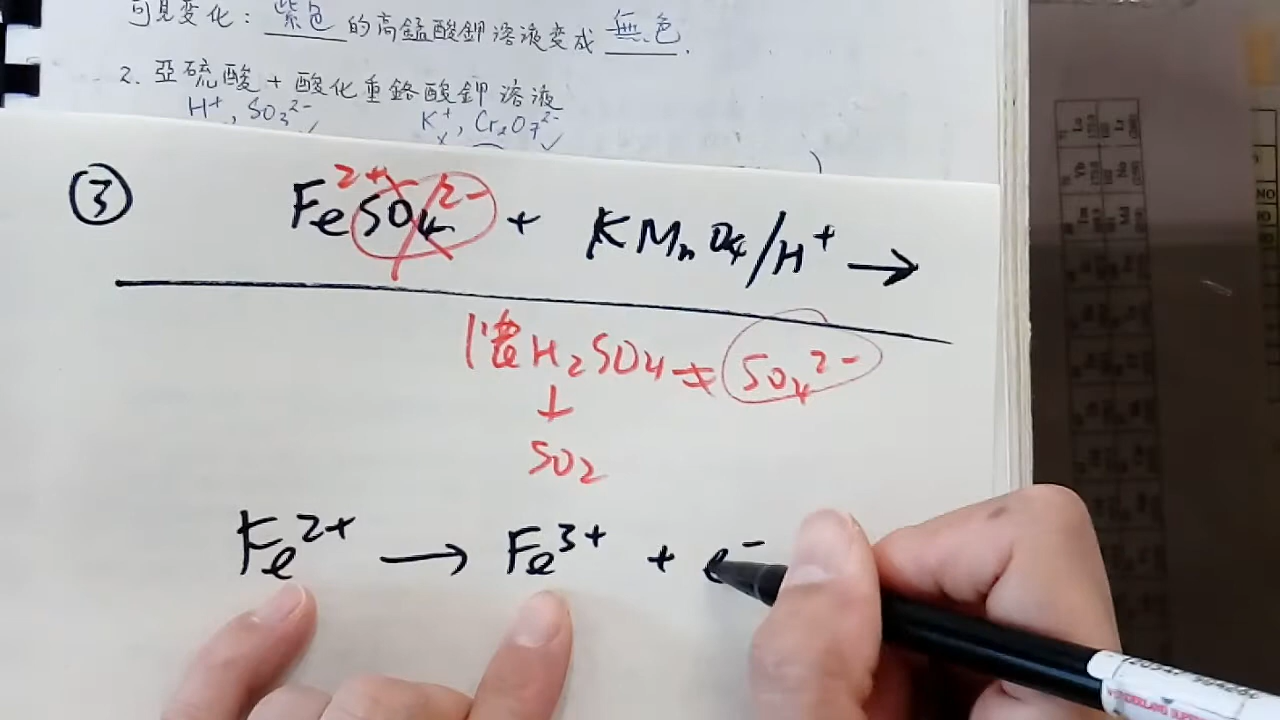 可見變化: 紫色 的高錳酸鉀溶液變成 無色.
2. 亞硫酸 + 酸化重鉻酸鉀溶液
H⁺, SO₃²⁻ ✓ K⁺, Cr₂O₇²⁻ ✓
③ Fe²⁺SO₄²⁻ + KMnO₄/H⁺ →
濃H₂SO₄ ≠ SO₄²⁻
↓
SO₂
Fe²⁺ → Fe³⁺ + e⁻